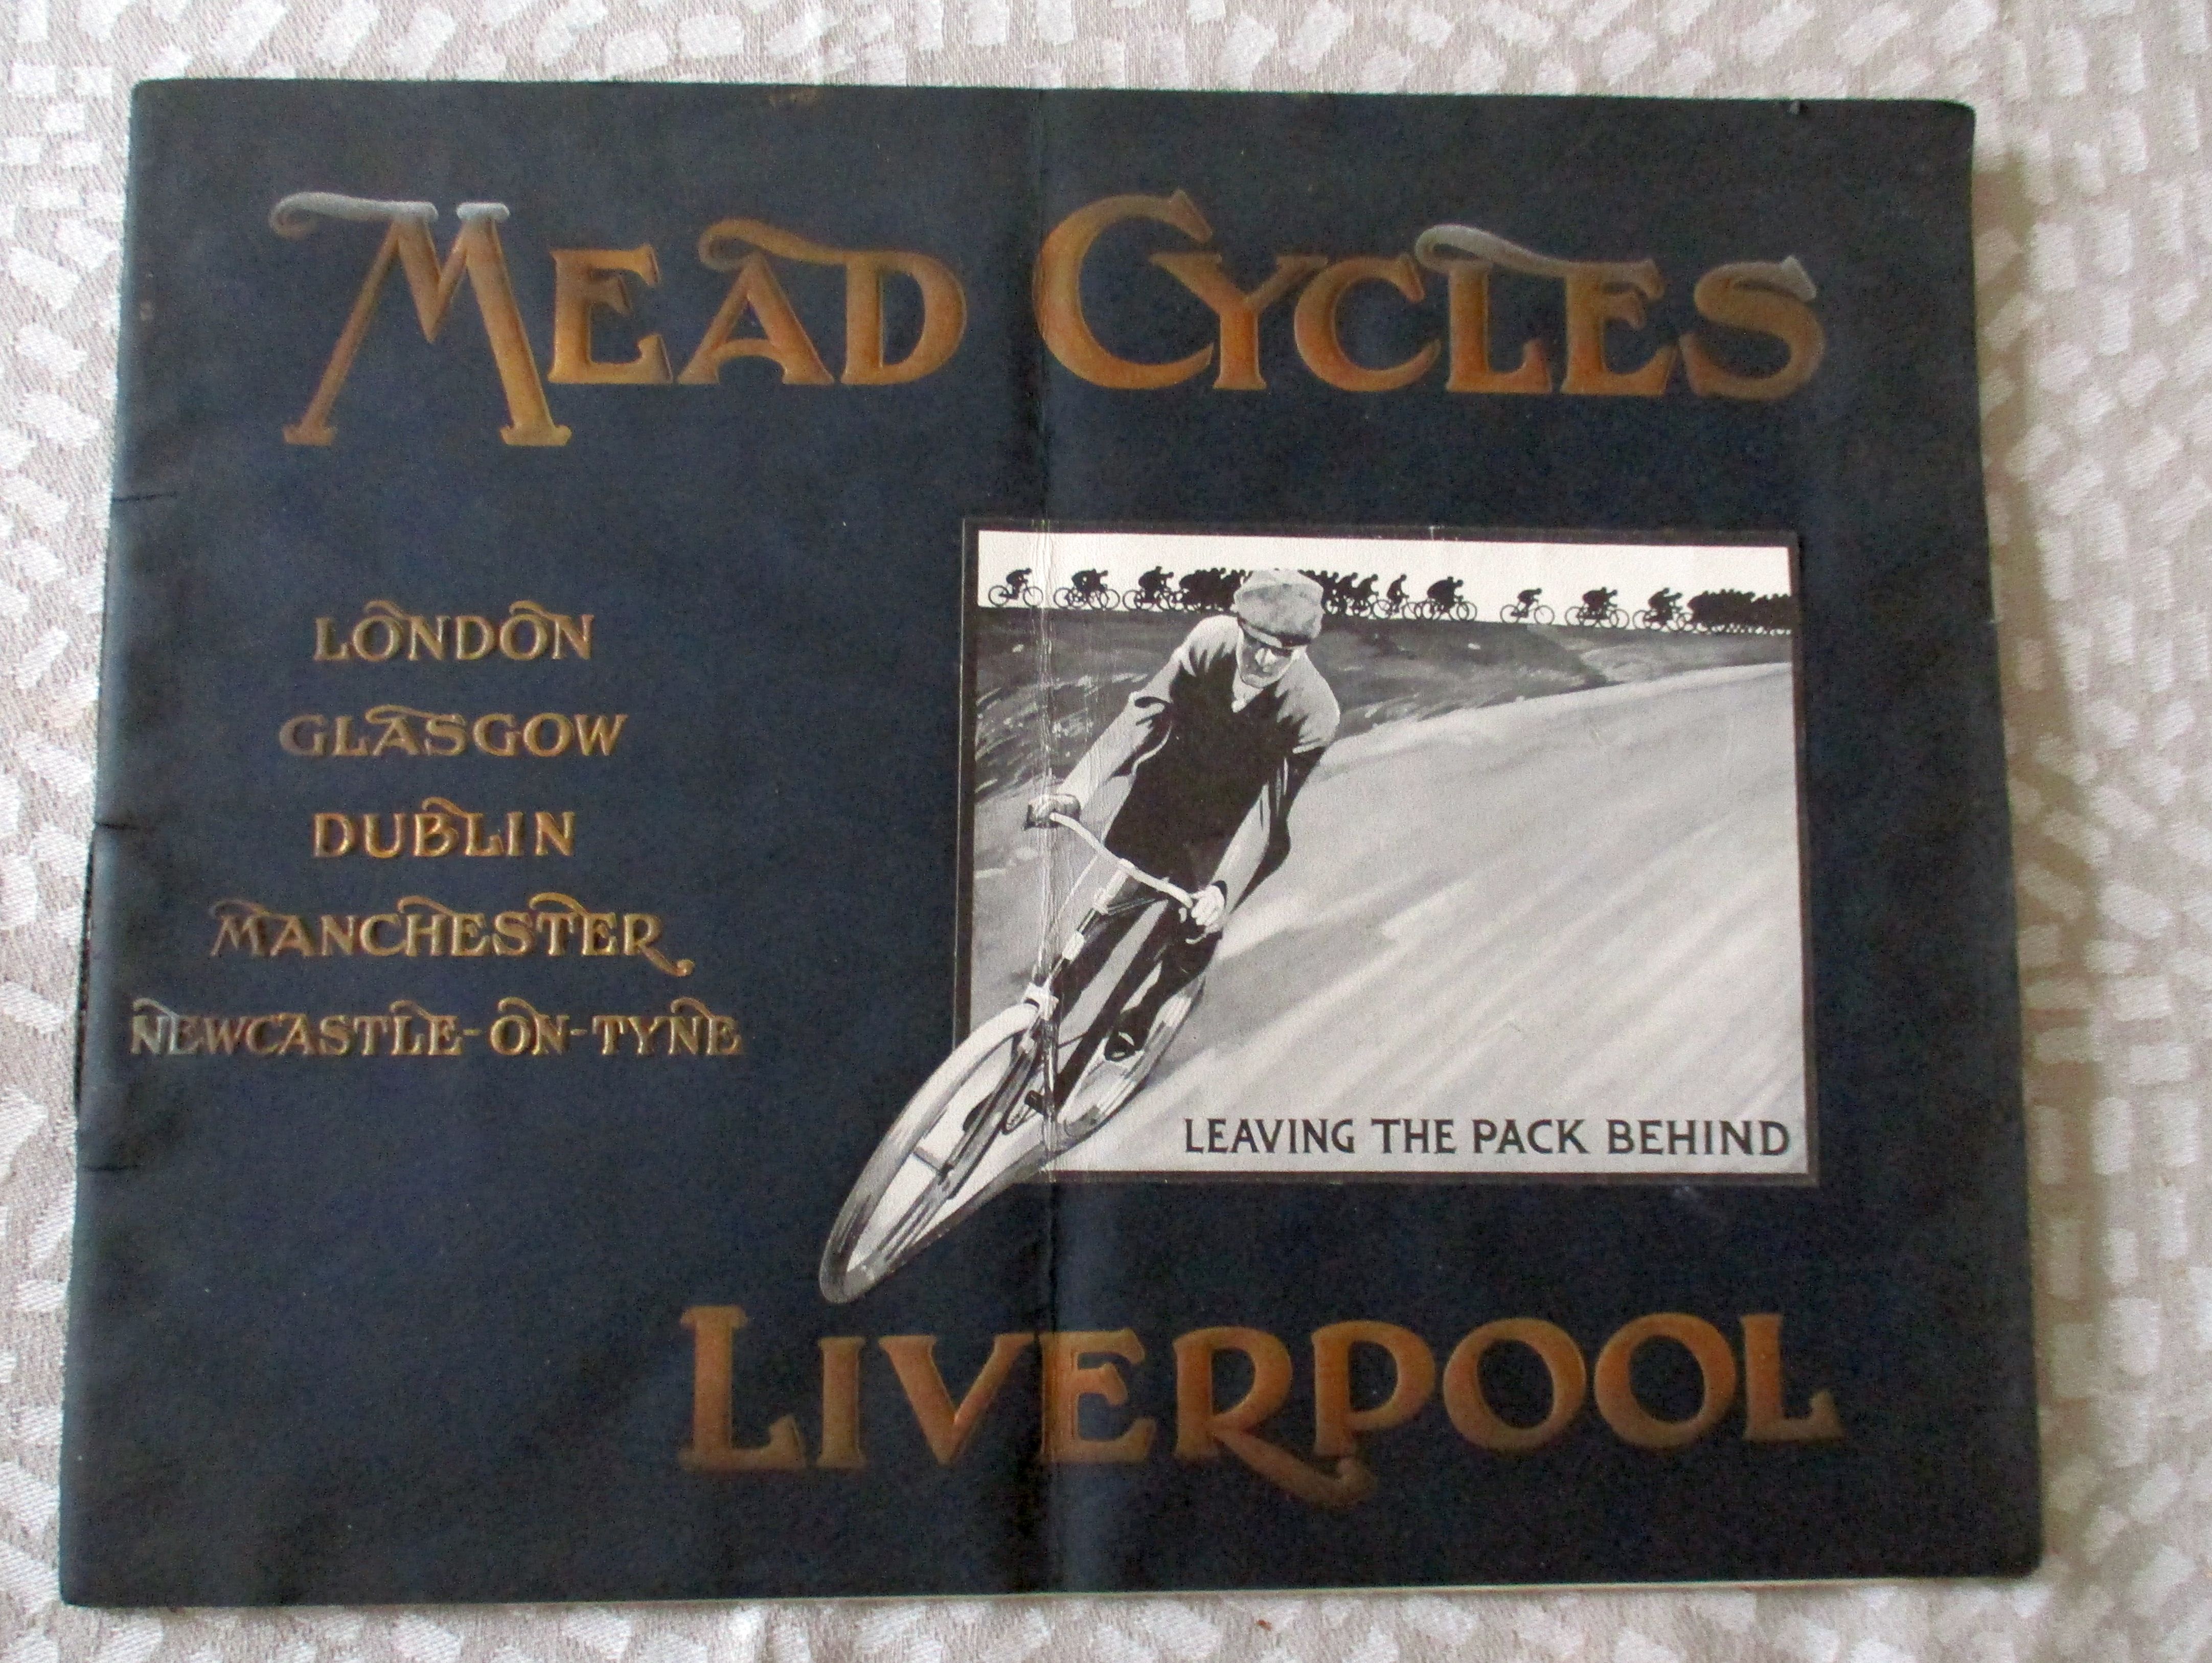 MEAD CYCLES
LONDON
GLASGOW
DUBLIN
MANCHESTER
NEWCASTLE-ON-TYNE
LEAVING THE PACK BEHIND
LIVERPOOL